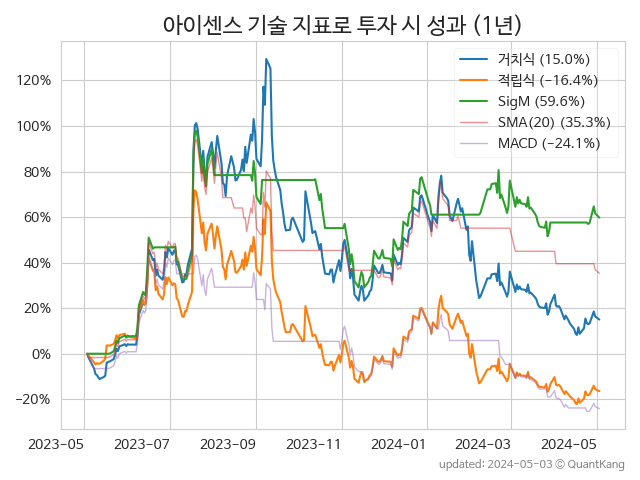 아이센스 기술 지표로 투자 시 성과 (1년)
거치식 (15.0%)
적립식 (−16.4%)
SigM (59.6%)
SMA(20) (35.3%)
MACD (−24.1%)
120%
100%
80%
60%
40%
20%
0%
−20%
2023-05 2023-07 2023-09 2023-11 2024-01 2024-03 2024-05
updated: 2024-05-03 ⓒ QuantKang